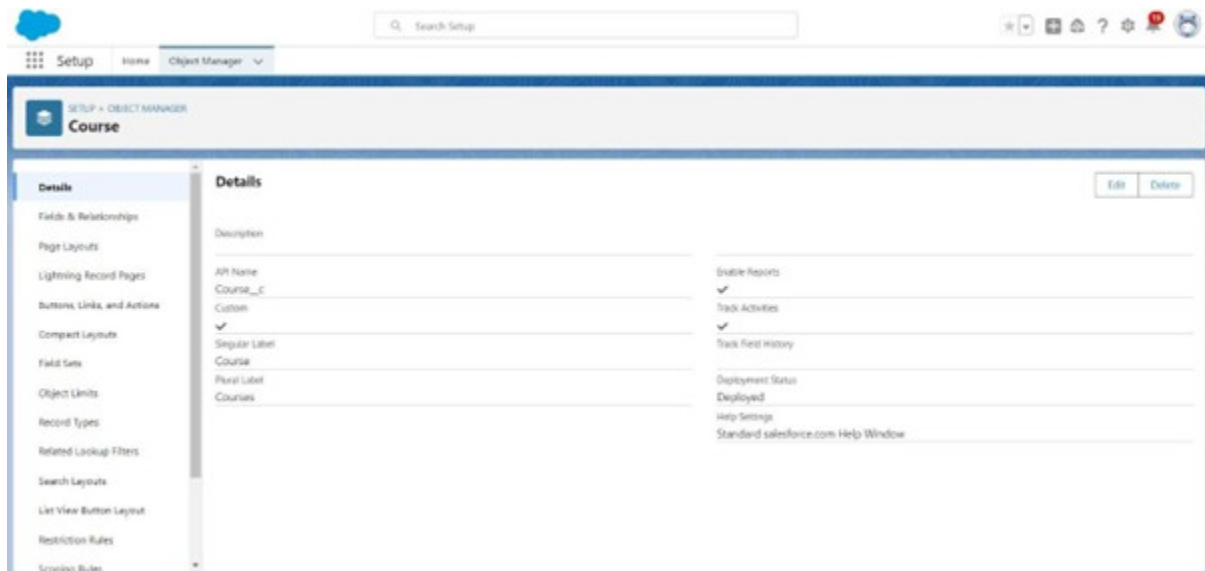 Search Setup
19
Setup
Home
Object Manager
SETUP > OBJECT MANAGER
Course
Details
Fields & Relationships
Page Layouts
Lightning Record Pages
Buttons, Links, and Actions
Compact Layouts
Field Sets
Object Limits
Record Types
Related Lookup Filters
Search Layouts
List View Button Layout
Restriction Rules
Scoping Rules
Details
Edit
Delete
Description
API Name
Course__c
Custom
Singular Label
Course
Plural Label
Courses
Enable Reports
Track Activities
Track Field History
Deployment Status
Deployed
Help Settings
Standard salesforce.com Help Window